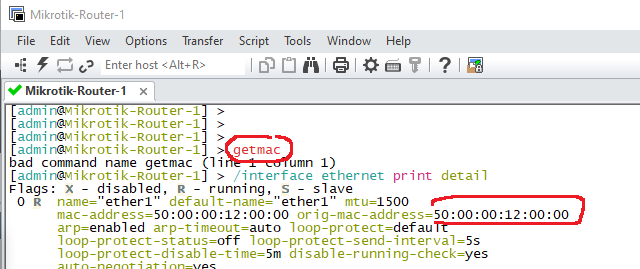 Mikrotik-Router-1
File Edit View Options Transfer Script Tools Window Help
Enter host <Alt+R>
Mikrotik-Router-1
[admin@Mikrotik-Router-1] >
[admin@Mikrotik-Router-1] >
[admin@Mikrotik-Router-1] >
[admin@Mikrotik-Router-1] > getmac
bad command name getmac (line 1 column 1)
[admin@Mikrotik-Router-1] > /interface ethernet print detail
Flags: X - disabled, R - running, S - slave
0 R name="ether1" default-name="ether1" mtu=1500
mac-address=50:00:00:12:00:00 orig-mac-address=50:00:00:12:00:00
arp=enabled arp-timeout=auto loop-protect=default
loop-protect-status=off loop-protect-send-interval=5s
loop-protect-disable-time=5m disable-running-check=yes
auto-negotiation=yes